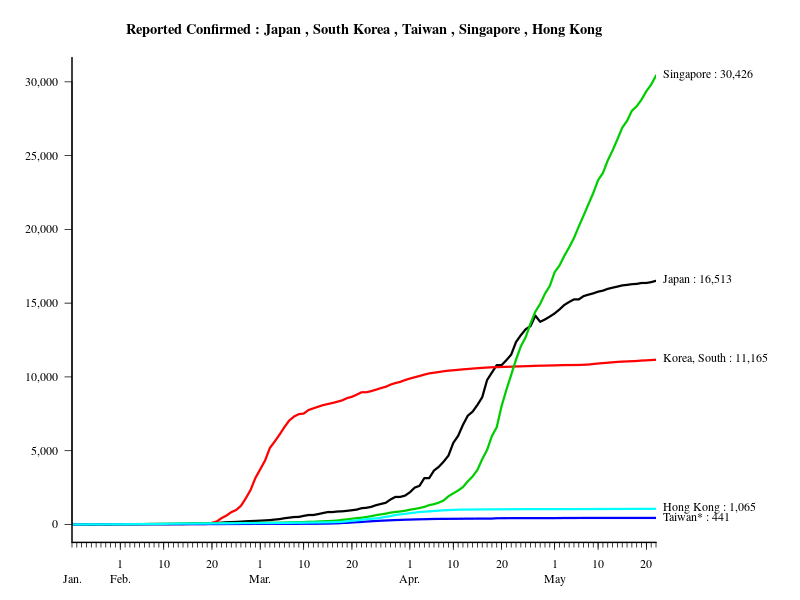 Reported Confirmed : Japan , South Korea , Taiwan , Singapore , Hong Kong
30,000
25,000
20,000
15,000
10,000
5,000
0
Singapore : 30,426
Japan : 16,513
Korea, South : 11,165
Hong Kong : 1,065
Taiwan* : 441
1 10 20 1 10 20 1 10 20 1 10 20
Jan. Feb. Mar. Apr. May